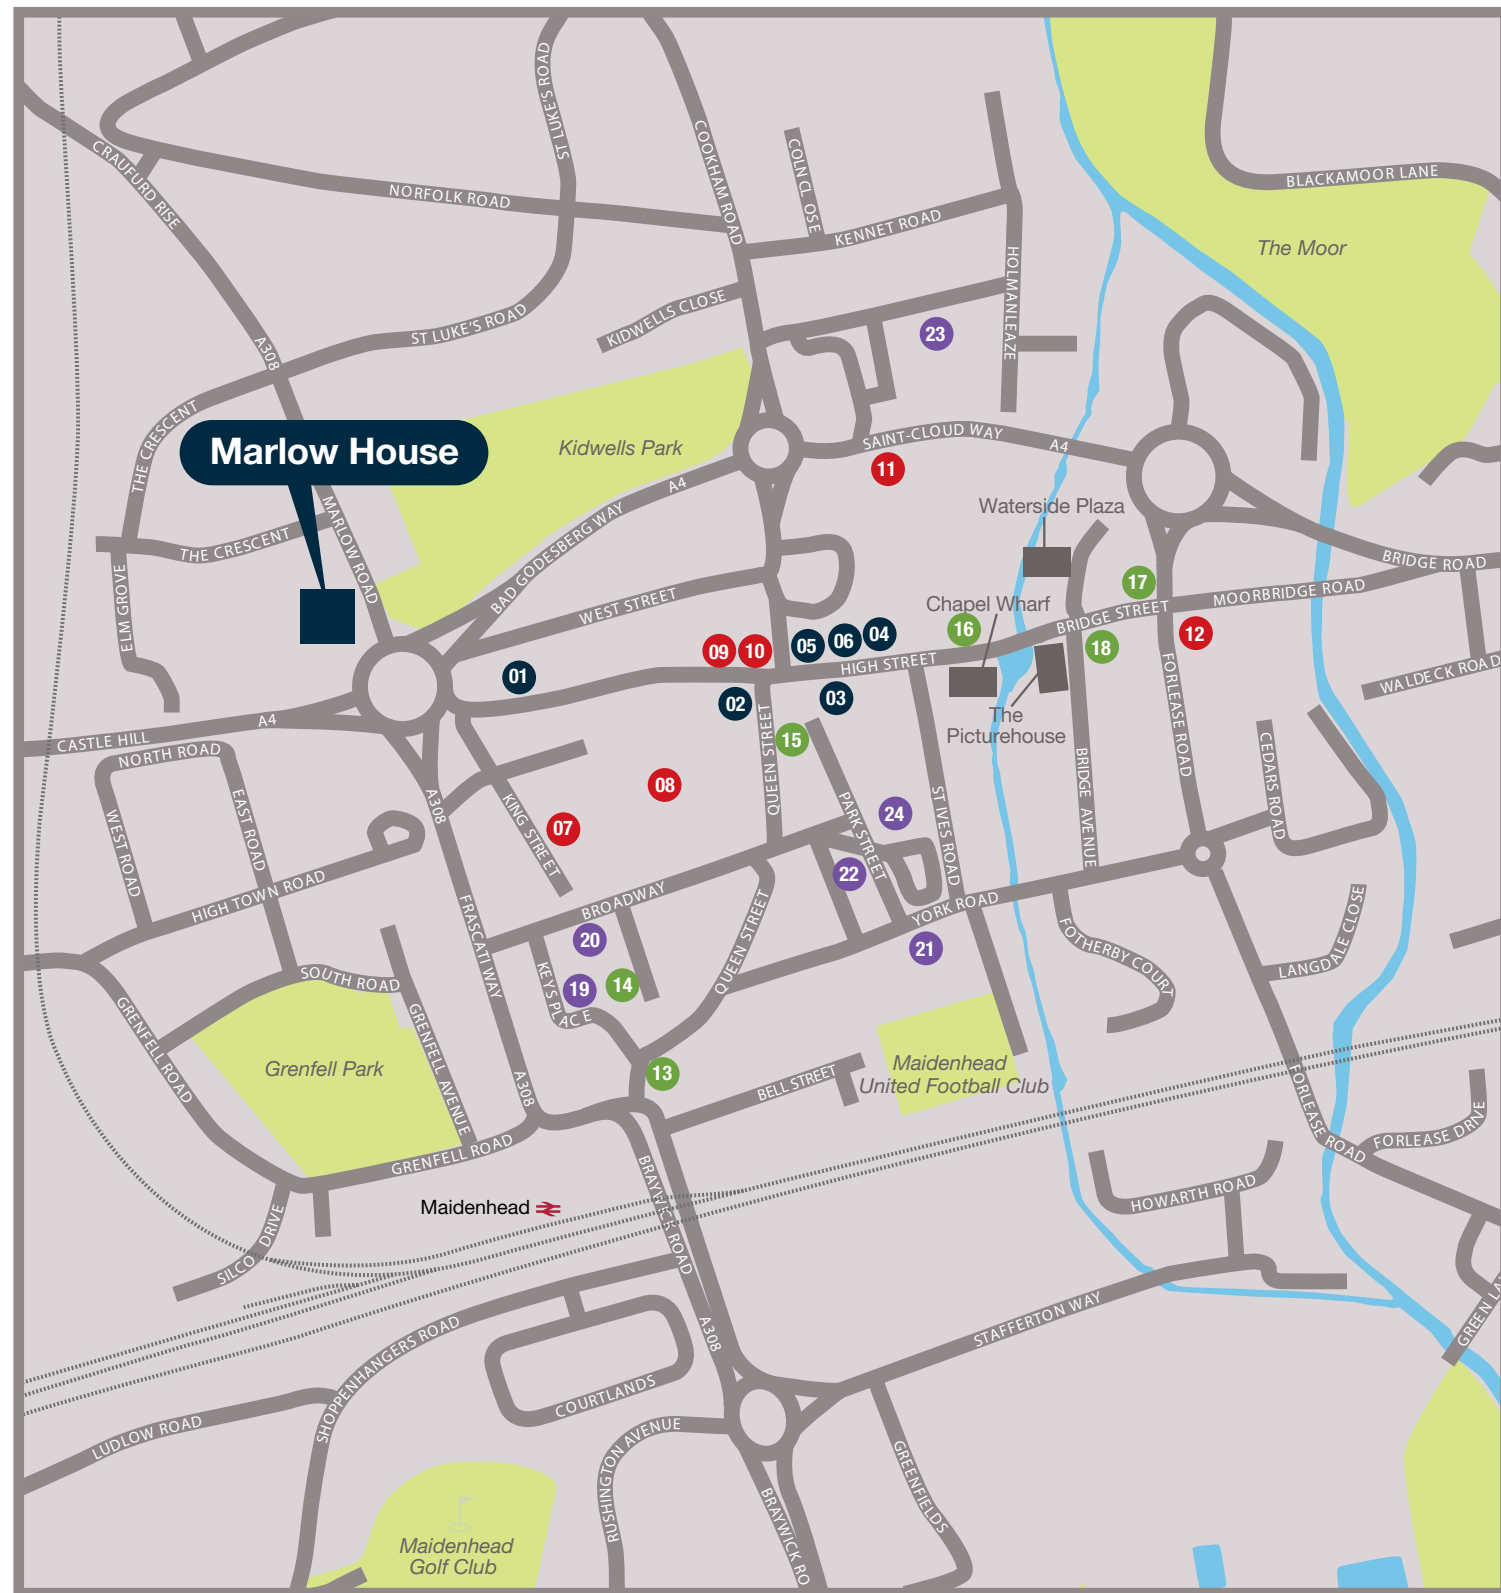 CRAUFURD RISE
ST LUKE'S ROAD
COOKHAM ROAD
COLN CLOSE
NORFOLK ROAD
KENNET ROAD
BLACKAMOOR LANE
The Moor
HOLMANLEAZE
KIDWELLS CLOSE
ST LUKE'S ROAD
A308
23
THE CRESCENT
Marlow House
Kidwells Park
SAINT-CLOUD WAY
A4
A4
11
MARLOW ROAD
THE CRESCENT
Waterside Plaza
BAD GODESBERG WAY
BRIDGE ROAD
ELM GROVE
WEST STREET
17
MOORBRIDGE ROAD
Chapel Wharf
BRIDGE STREET
16
12
18
09
10
05
06
04
HIGH STREET
01
02
03
WALDECK ROAD
FORLEASE ROAD
The
Picturehouse
A4
CASTLE HILL
NORTH ROAD
15
QUEEN STREET
CEDARS ROAD
BRIDGE AVENUE
WEST ROAD
EAST ROAD
A308
KING STREET
08
07
PARK STREET
24
ST IVES ROAD
22
HIGH TOWN ROAD
BROADWAY
YORK ROAD
FRASCATI WAY
20
21
QUEEN STREET
FOTHERBY COURT
LANGDALE CLOSE
KEYS PLACE
19
14
SOUTH ROAD
GRENFELL ROAD
GRENFELL AVENUE
Grenfell Park
A308
13
BELL STREET
Maidenhead
United Football Club
FORLEASE ROAD
FORLEASE DRIVE
GRENFELL ROAD
BRAYWICK ROAD
HOWARTH ROAD
Maidenhead
DRIVE
A308
STAFFERTON WAY
SHOPPENHANGERS ROAD
COURTLANDS
LUDLOW ROAD
RUSHINGTON AVENUE
GREENFIELDS
BRAYWICK RO
Maidenhead
Golf Club